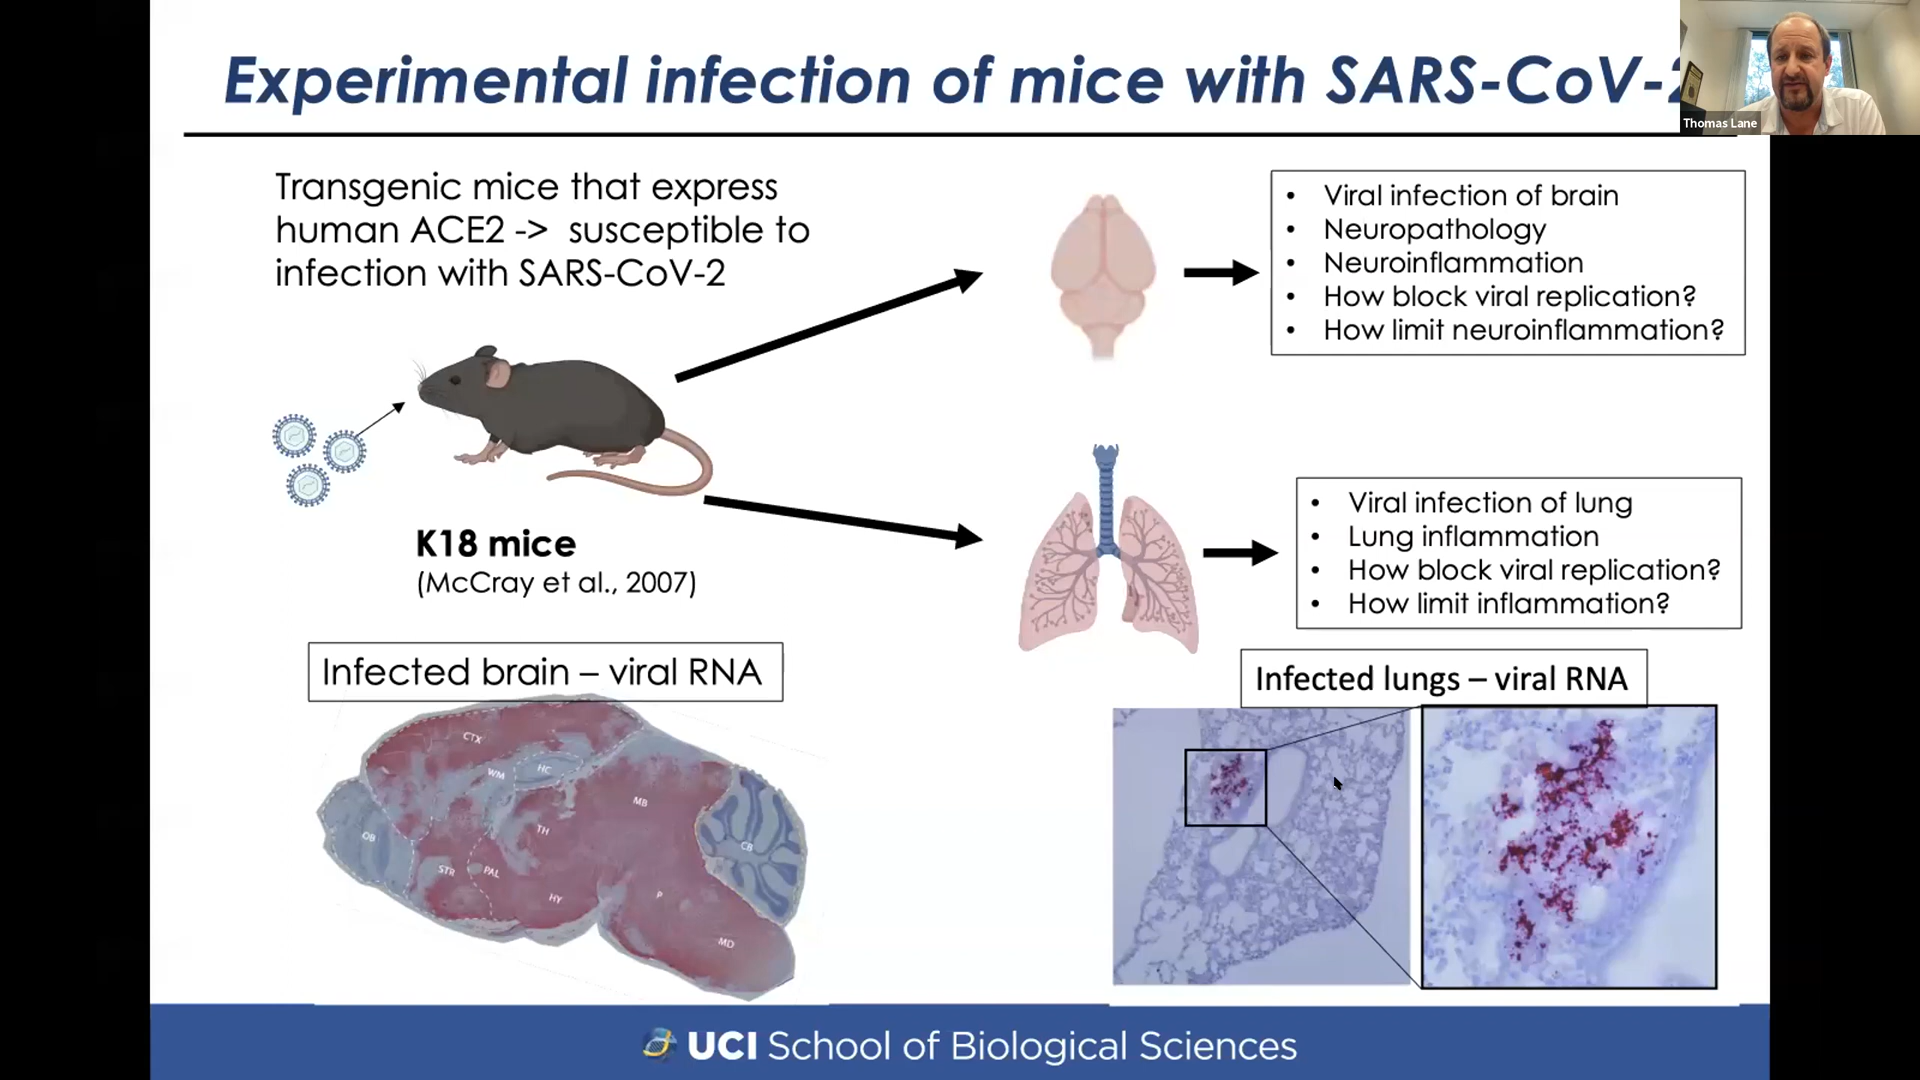 Experimental infection of mice with SARS-CoV-2
Thomas Lane
Transgenic mice that express
human ACE2 -> susceptible to
infection with SARS-CoV-2
• Viral infection of brain
• Neuropathology
• Neuroinflammation
• How block viral replication?
• How limit neuroinflammation?
K18 mice
(McCray et al., 2007)
• Viral infection of lung
• Lung inflammation
• How block viral replication?
• How limit inflammation?
Infected brain – viral RNA
CTX
WM
HC
MB
OB
TH
CB
STR
PAL
HY
P
MD
Infected lungs – viral RNA
UCI School of Biological Sciences